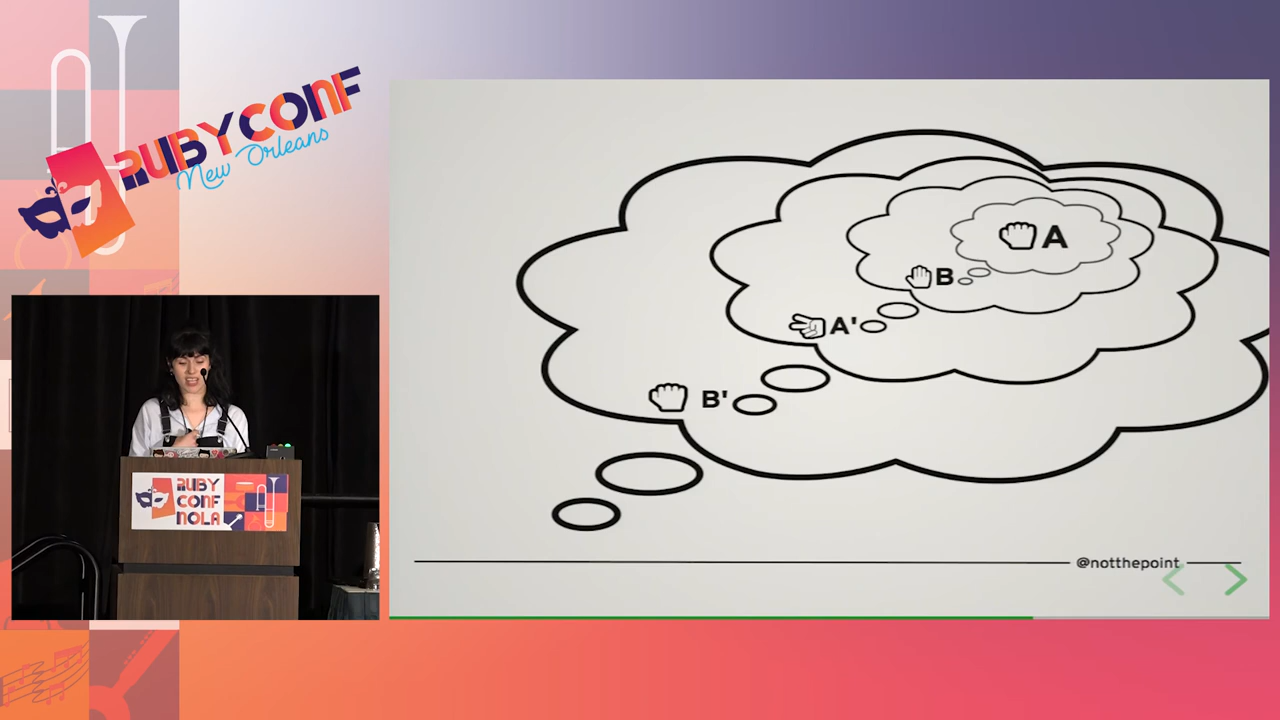 RUBYCONF
New Orleans
A
B
A'
B'
RUBY
CONF
NOLA
@notthepoint